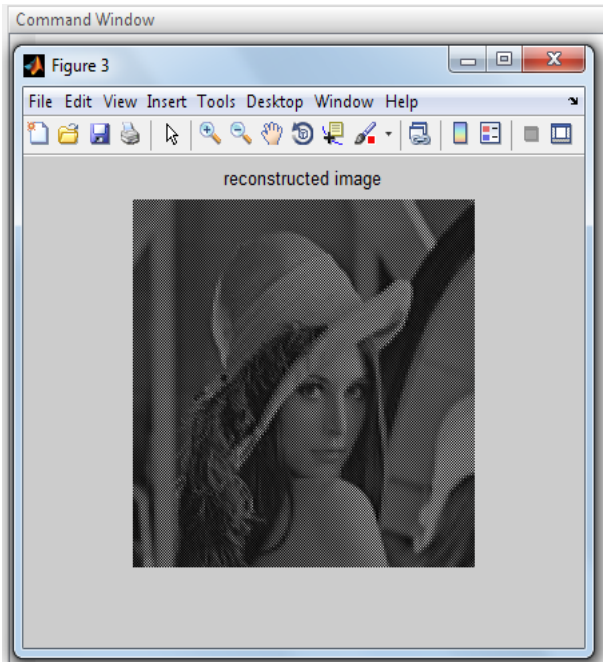 Command Window
Figure 3
File Edit View Insert Tools Desktop Window Help
reconstructed image